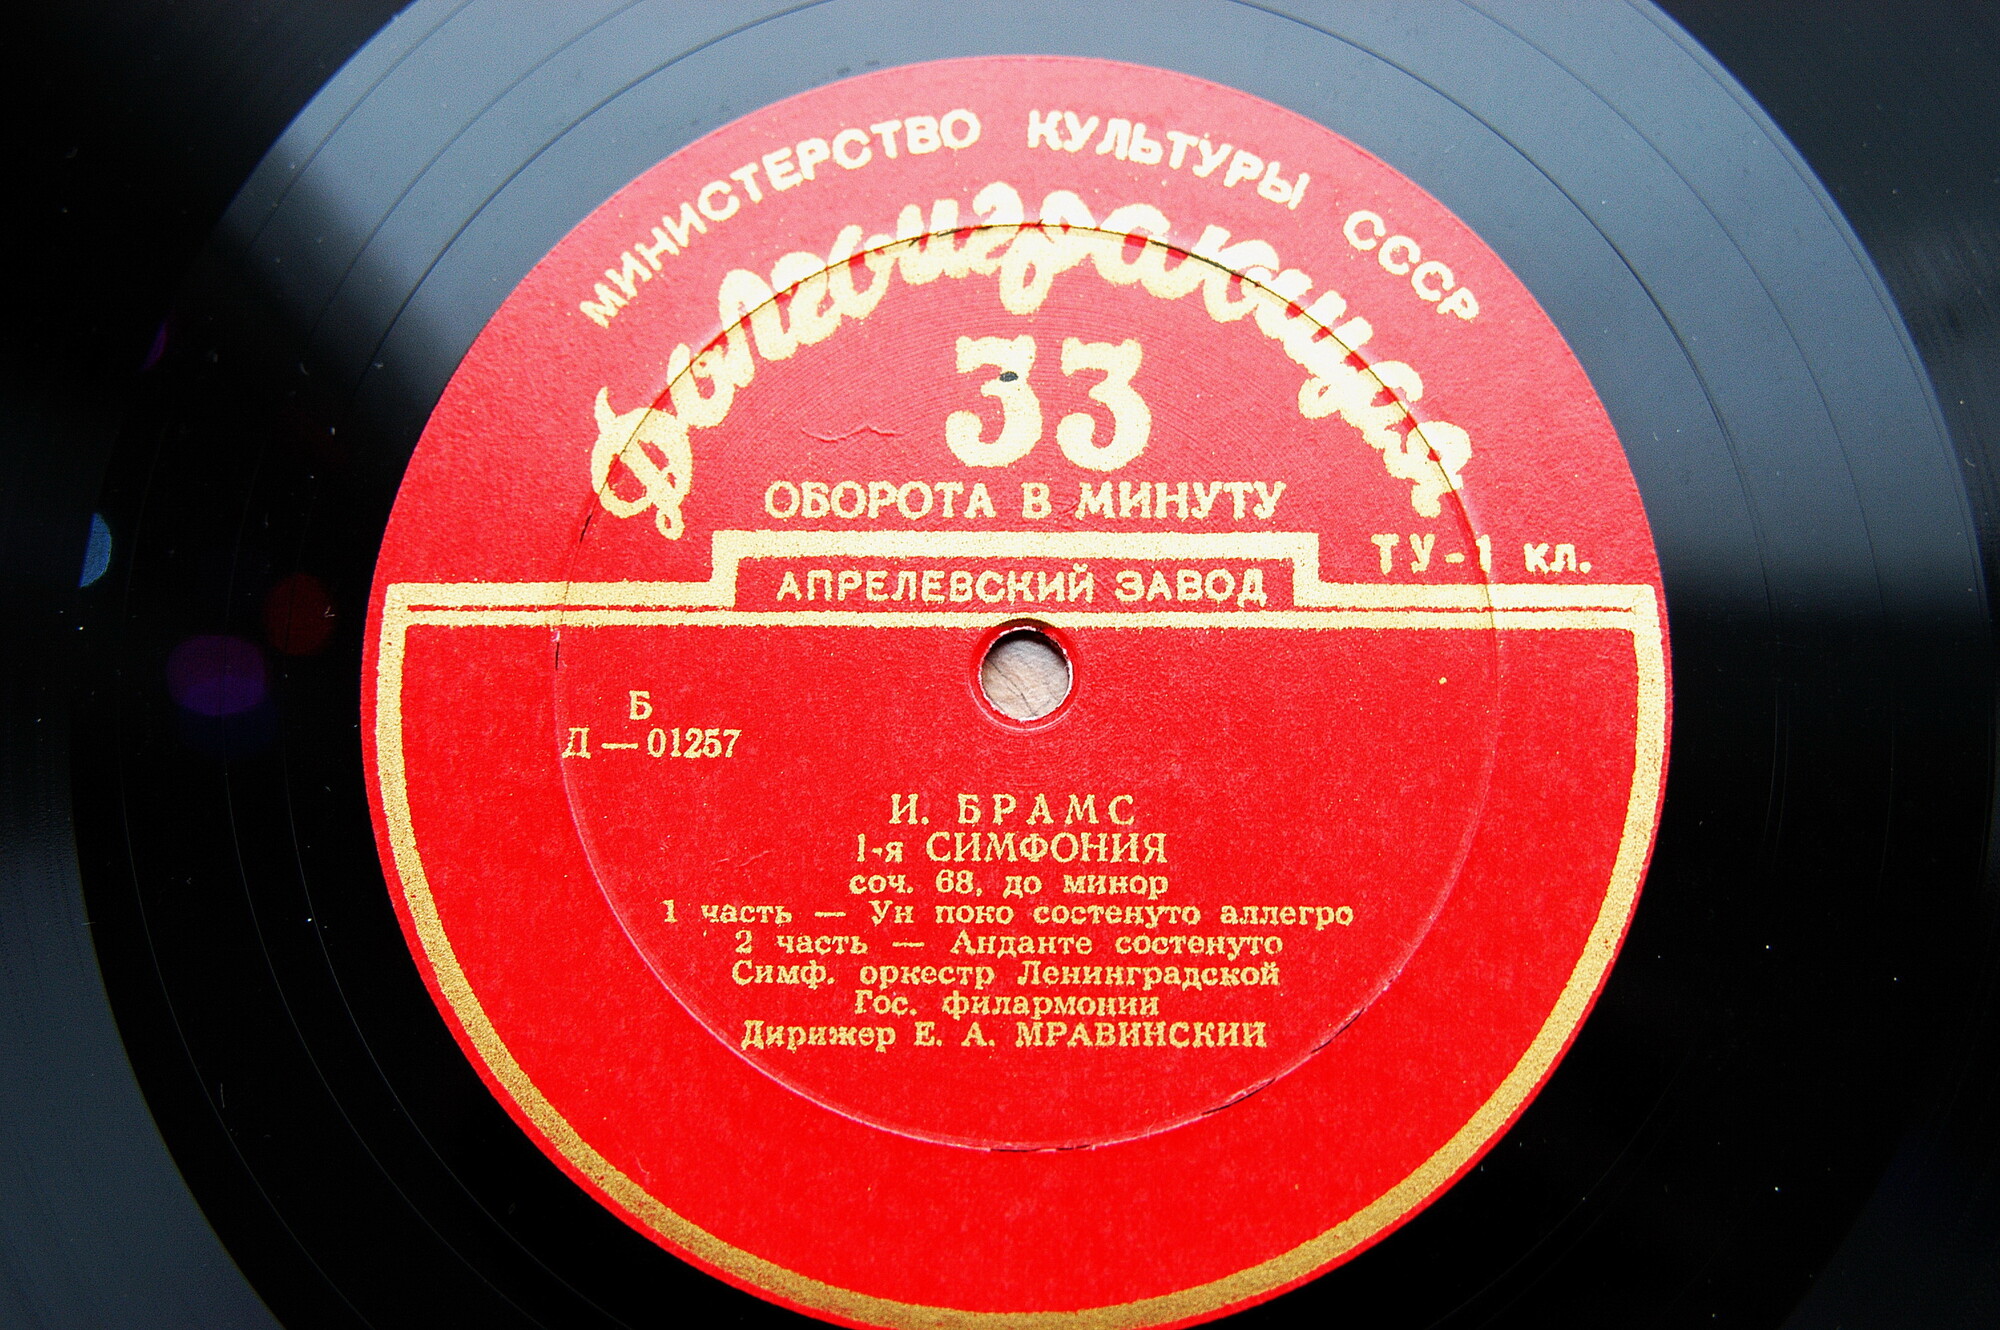 МИНИСТЕРСТВО КУЛЬТУРЫ СССР
Долгоиграющая
33
ОБОРОТА В МИНУТУ
ТУ-1 кл.
АПРЕЛЕВСКИЙ ЗАВОД
Б
Д — 01257
И. БРАМС
1-я СИМФОНИЯ
соч. 68, до минор
1 часть — Ун поко состенуто аллегро
2 часть — Анданте состенуто
Симф. оркестр Ленинградской
Гос. филармонии
Дирижер Е. А. МРАВИНСКИИ